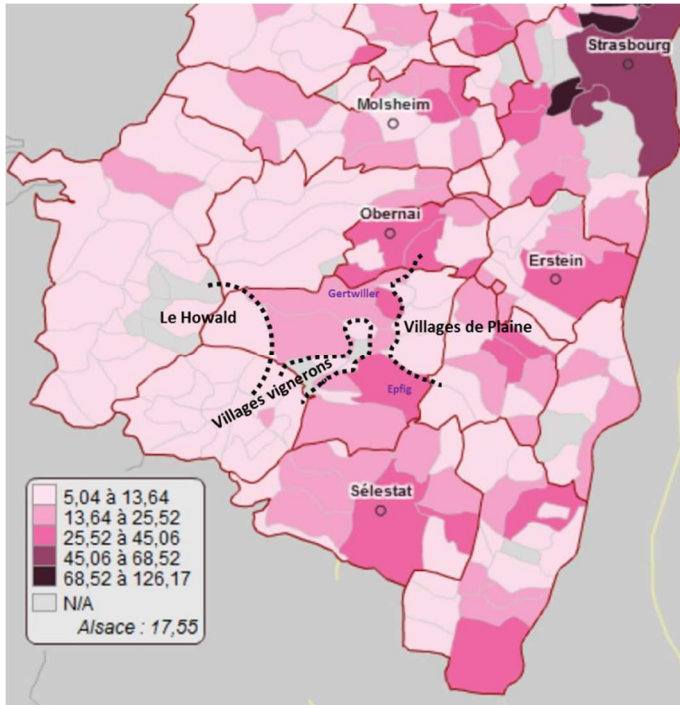 Strasbourg
Molsheim
Obernai
Erstein
Gertwiller
Le Howald
Villages de Plaine
Villages vignerons
Epfig
Sélestat
5,04 à 13,64
13,64 à 25,52
25,52 à 45,06
45,06 à 68,52
68,52 à 126,17
N/A
Alsace : 17,55